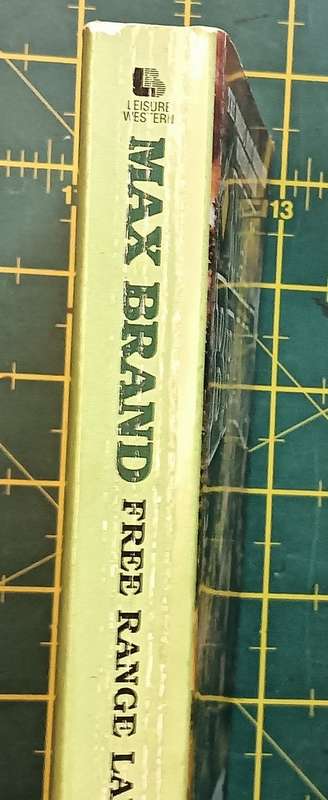 LEISURE
WESTERN
MAX BRAND FREE RANGE LA
13